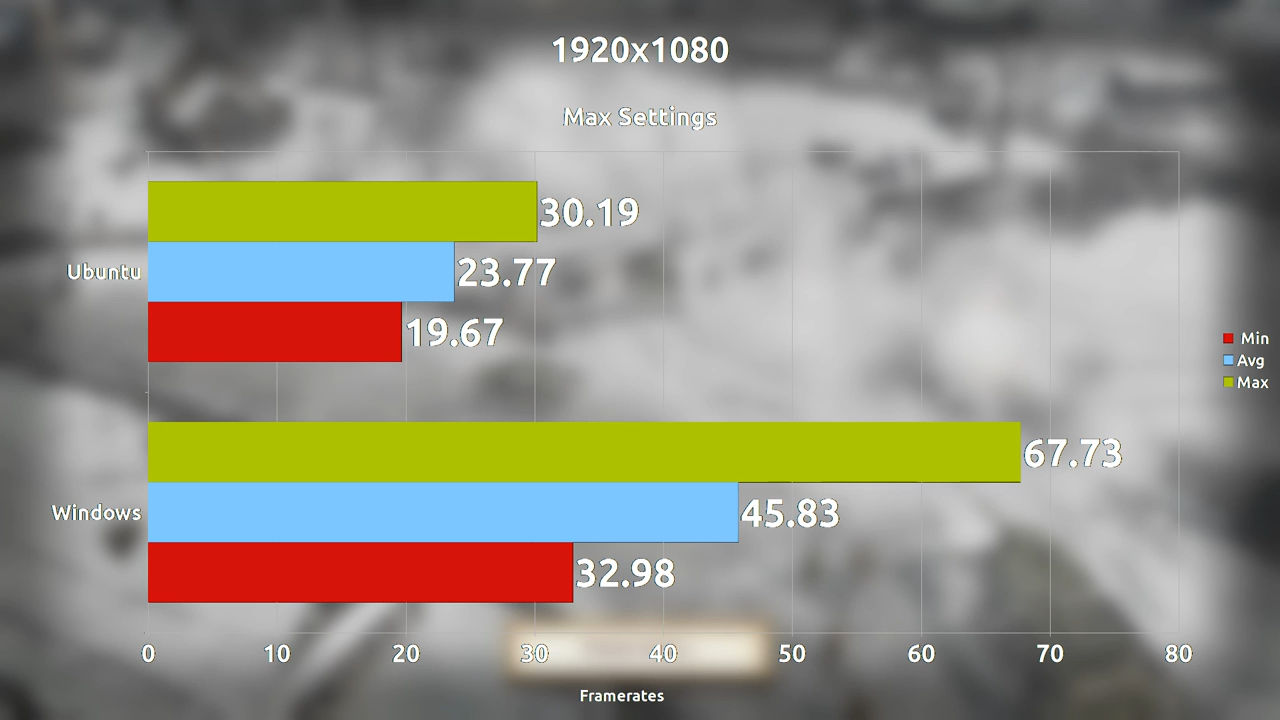 1920x1080
Max Settings
30.19
Ubuntu 23.77
19.67
Min
Avg
Max
67.73
Windows 45.83
32.98
0 10 20 30 40 50 60 70 80
Framerates